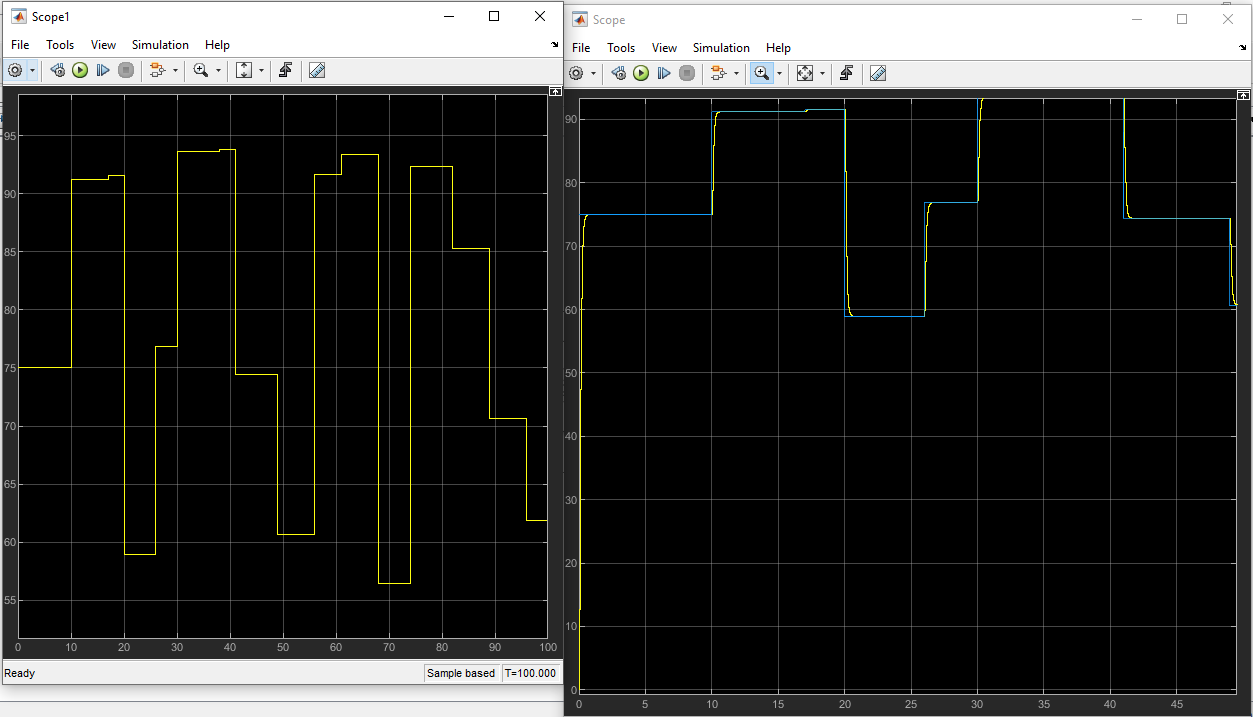 Scope1
File Tools View Simulation Help
95
90
85
80
75
70
65
60
55
0 10 20 30 40 50 60 70 80 90 100
Ready
Sample based T=100.000
Scope
File Tools View Simulation Help
90
80
70
60
50
40
30
20
10
0
0 5 10 15 20 25 30 35 40 45